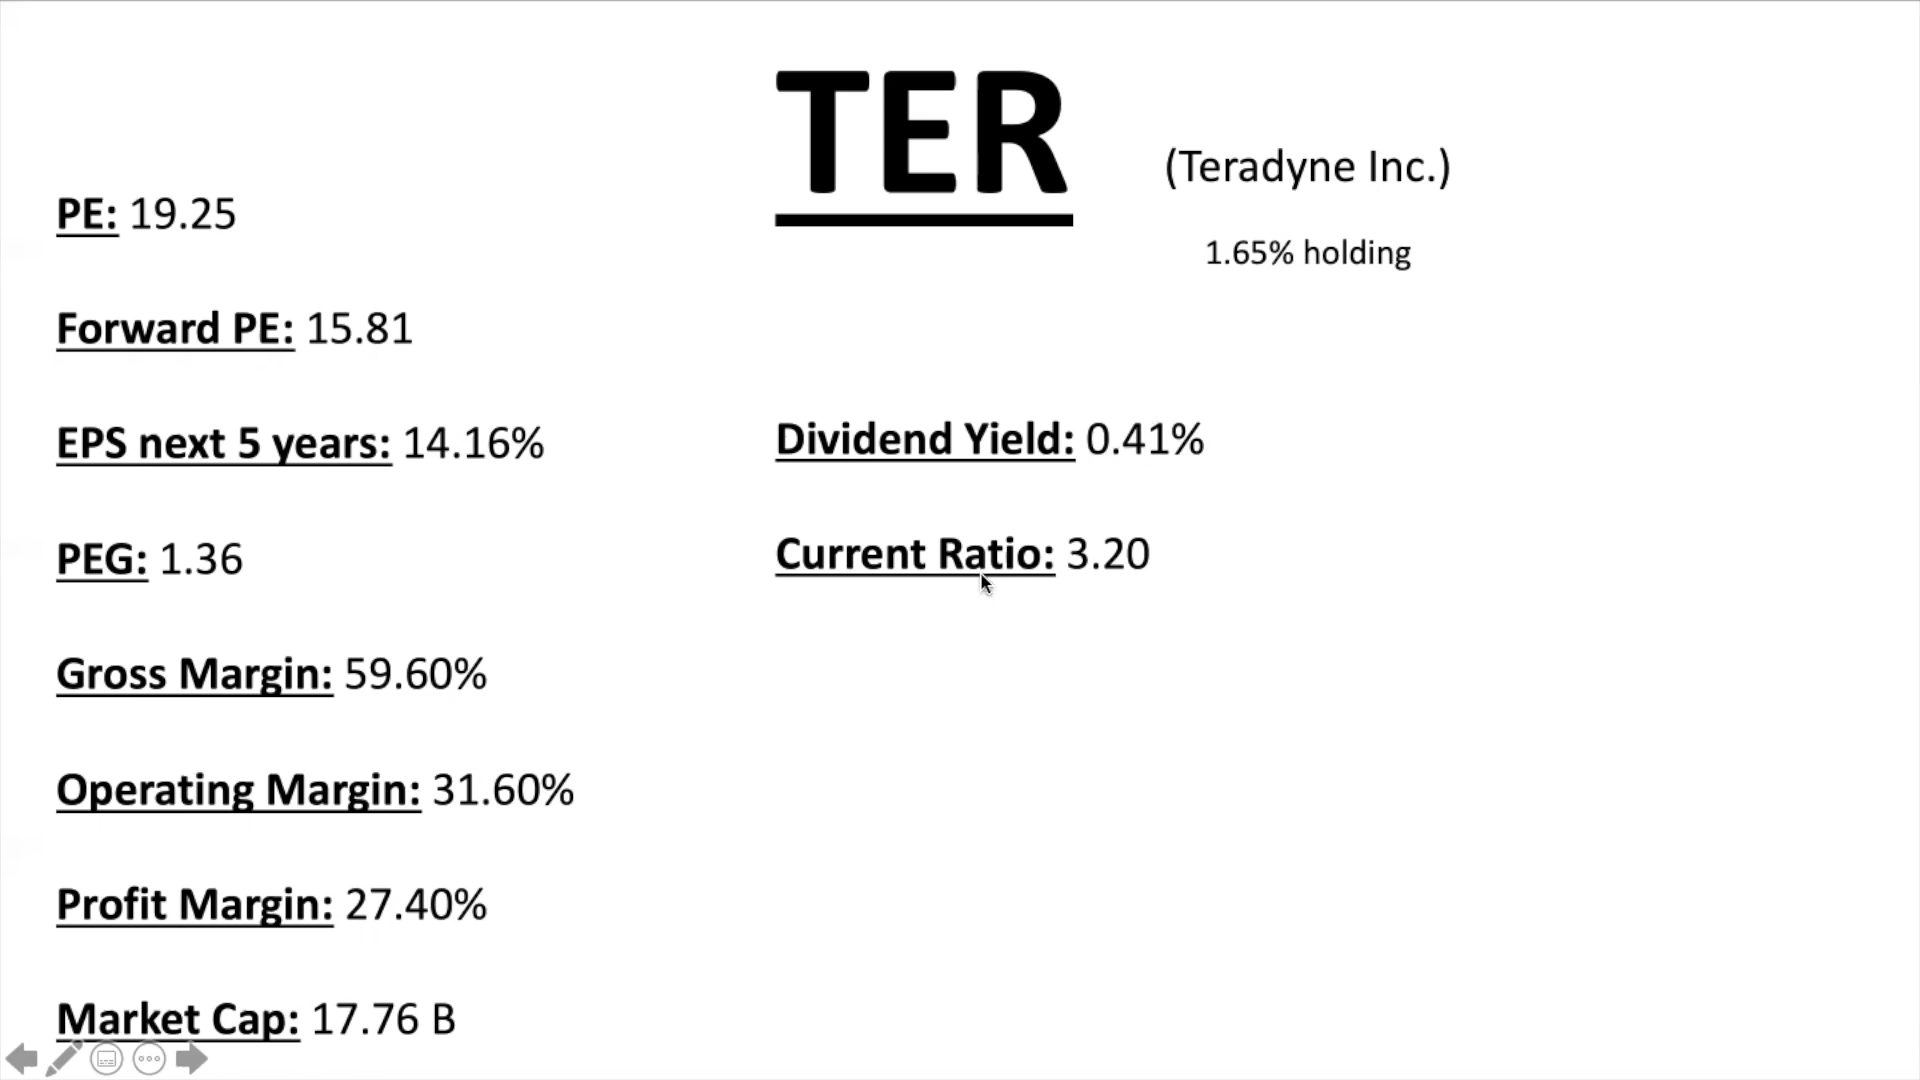 TER
(Teradyne Inc.)
1.65% holding
PE: 19.25
Forward PE: 15.81
EPS next 5 years: 14.16%
PEG: 1.36
Gross Margin: 59.60%
Operating Margin: 31.60%
Profit Margin: 27.40%
Market Cap: 17.76 B
Dividend Yield: 0.41%
Current Ratio: 3.20